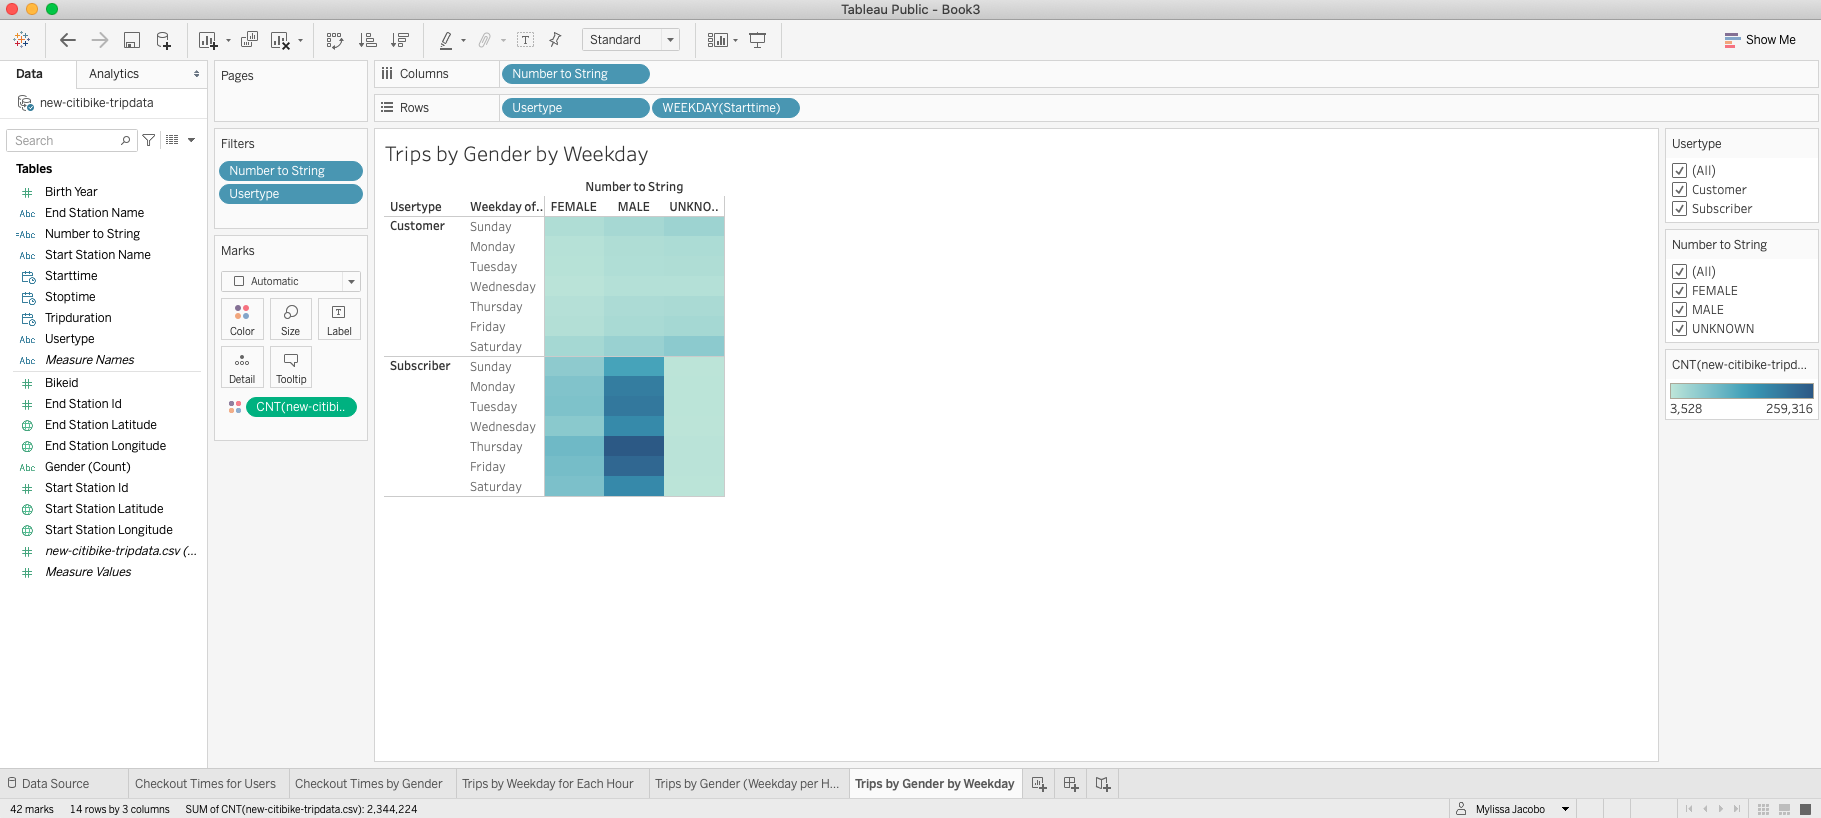 Tableau Public - Book3
Standard
Show Me
Data
Analytics
new-citibike-tripdata
Search
Tables
Birth Year
Abc End Station Name
=Abc Number to String
Abc Start Station Name
Starttime
Stoptime
Tripduration
Abc Usertype
Abc Measure Names
Bikeid
End Station Id
End Station Latitude
End Station Longitude
Abc Gender (Count)
Start Station Id
Start Station Latitude
Start Station Longitude
new-citibike-tripdata.csv (...
Measure Values
Pages
Filters
Number to String
Usertype
Marks
Automatic
Color Size Label
Detail Tooltip
CNT(new-citibi..
Columns Number to String
Rows Usertype WEEKDAY(Starttime)
Trips by Gender by Weekday
Number to String
Usertype Weekday of.. FEMALE MALE UNKNO..
Customer Sunday
Monday
Tuesday
Wednesday
Thursday
Friday
Saturday
Subscriber Sunday
Monday
Tuesday
Wednesday
Thursday
Friday
Saturday
Usertype
(All)
Customer
Subscriber
Number to String
(All)
FEMALE
MALE
UNKNOWN
CNT(new-citibike-tripd...
3,528 259,316
Data Source
Checkout Times for Users
Checkout Times by Gender
Trips by Weekday for Each Hour
Trips by Gender (Weekday per H...
Trips by Gender by Weekday
42 marks 14 rows by 3 columns SUM of CNT(new-citibike-tripdata.csv): 2,344,224
Mylissa Jacobo